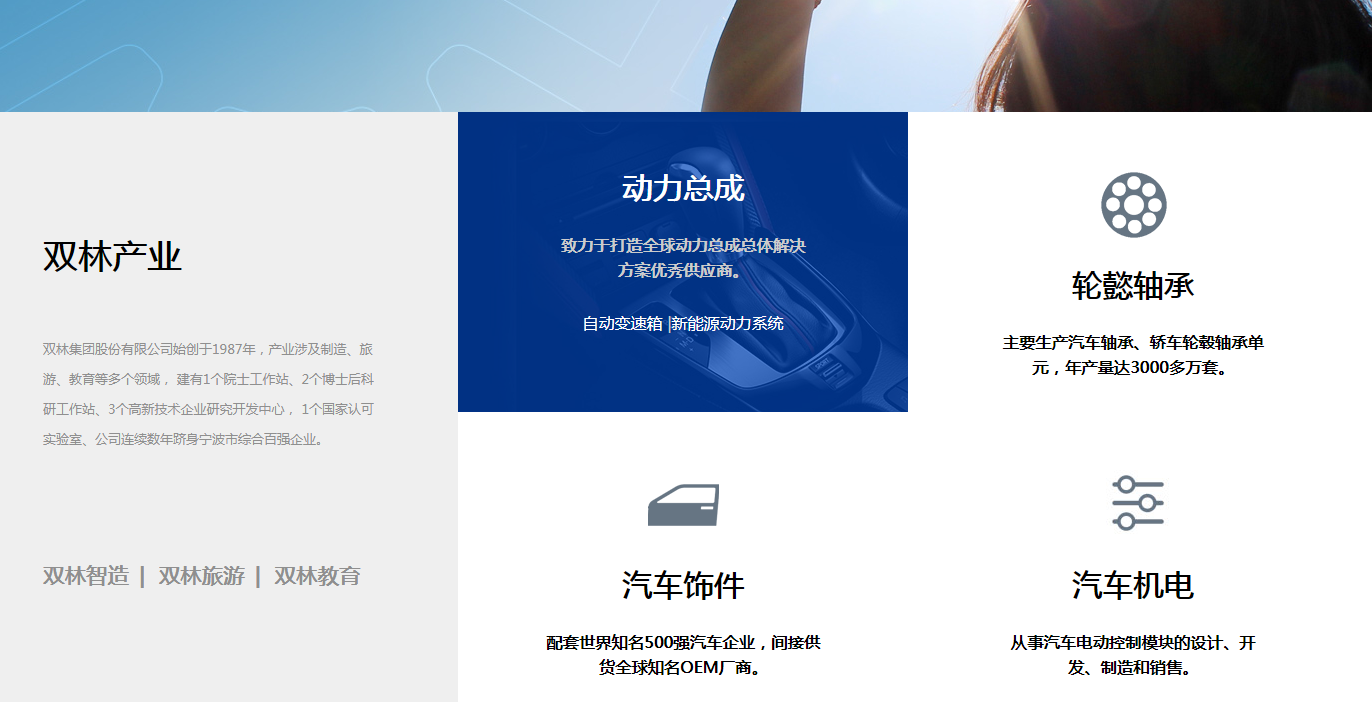 双林产业
双林集团股份有限公司始创于1987年，产业涉及制造、旅
游、教育等多个领域， 建有1个院士工作站、2个博士后科
研工作站、3个高新技术企业研究开发中心， 1个国家认可
实验室、公司连续数年跻身宁波市综合百强企业。
双林智造 | 双林旅游 | 双林教育
动力总成
致力于打造全球动力总成总体解决
方案优秀供应商。
自动变速箱 |新能源动力系统
轮懿轴承
主要生产汽车轴承、轿车轮毂轴承单
元，年产量达3000多万套。
汽车饰件
配套世界知名500强汽车企业，间接供
货全球知名OEM厂商。
汽车机电
从事汽车电动控制模块的设计、开
发、制造和销售。